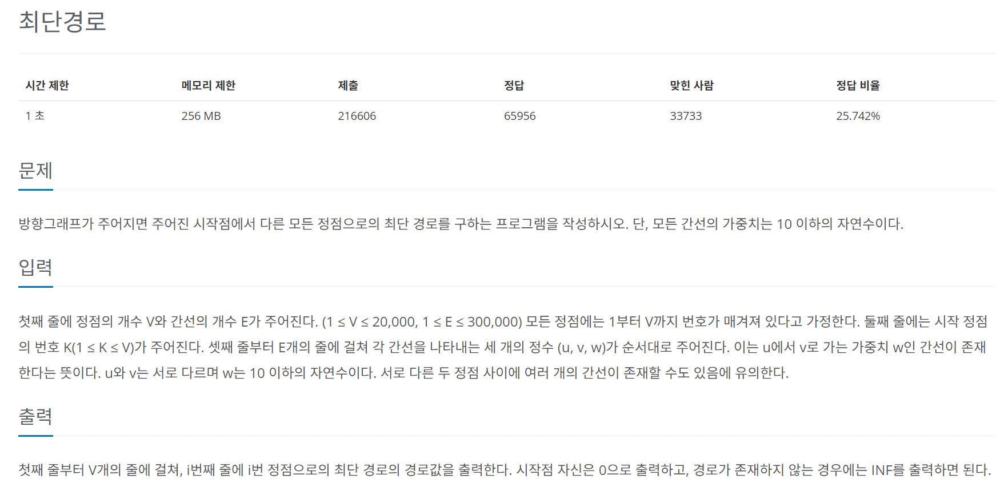 최단경로
시간 제한 메모리 제한 제출 정답 맞힌 사람 정답 비율
1 초 256 MB 216606 65956 33733 25.742%
문제
방향그래프가 주어지면 주어진 시작점에서 다른 모든 정점으로의 최단 경로를 구하는 프로그램을 작성하시오. 단, 모든 간선의 가중치는 10 이하의 자연수이다.
입력
첫째 줄에 정점의 개수 V와 간선의 개수 E가 주어진다. (1 ≤ V ≤ 20,000, 1 ≤ E ≤ 300,000) 모든 정점에는 1부터 V까지 번호가 매겨져 있다고 가정한다. 둘째 줄에는 시작 정점
의 번호 K(1 ≤ K ≤ V)가 주어진다. 셋째 줄부터 E개의 줄에 걸쳐 각 간선을 나타내는 세 개의 정수 (u, v, w)가 순서대로 주어진다. 이는 u에서 v로 가는 가중치 w인 간선이 존재
한다는 뜻이다. u와 v는 서로 다르며 w는 10 이하의 자연수이다. 서로 다른 두 정점 사이에 여러 개의 간선이 존재할 수도 있음에 유의한다.
출력
첫째 줄부터 V개의 줄에 걸쳐, i번째 줄에 i번 정점으로의 최단 경로의 경로값을 출력한다. 시작점 자신은 0으로 출력하고, 경로가 존재하지 않는 경우에는 INF를 출력하면 된다.